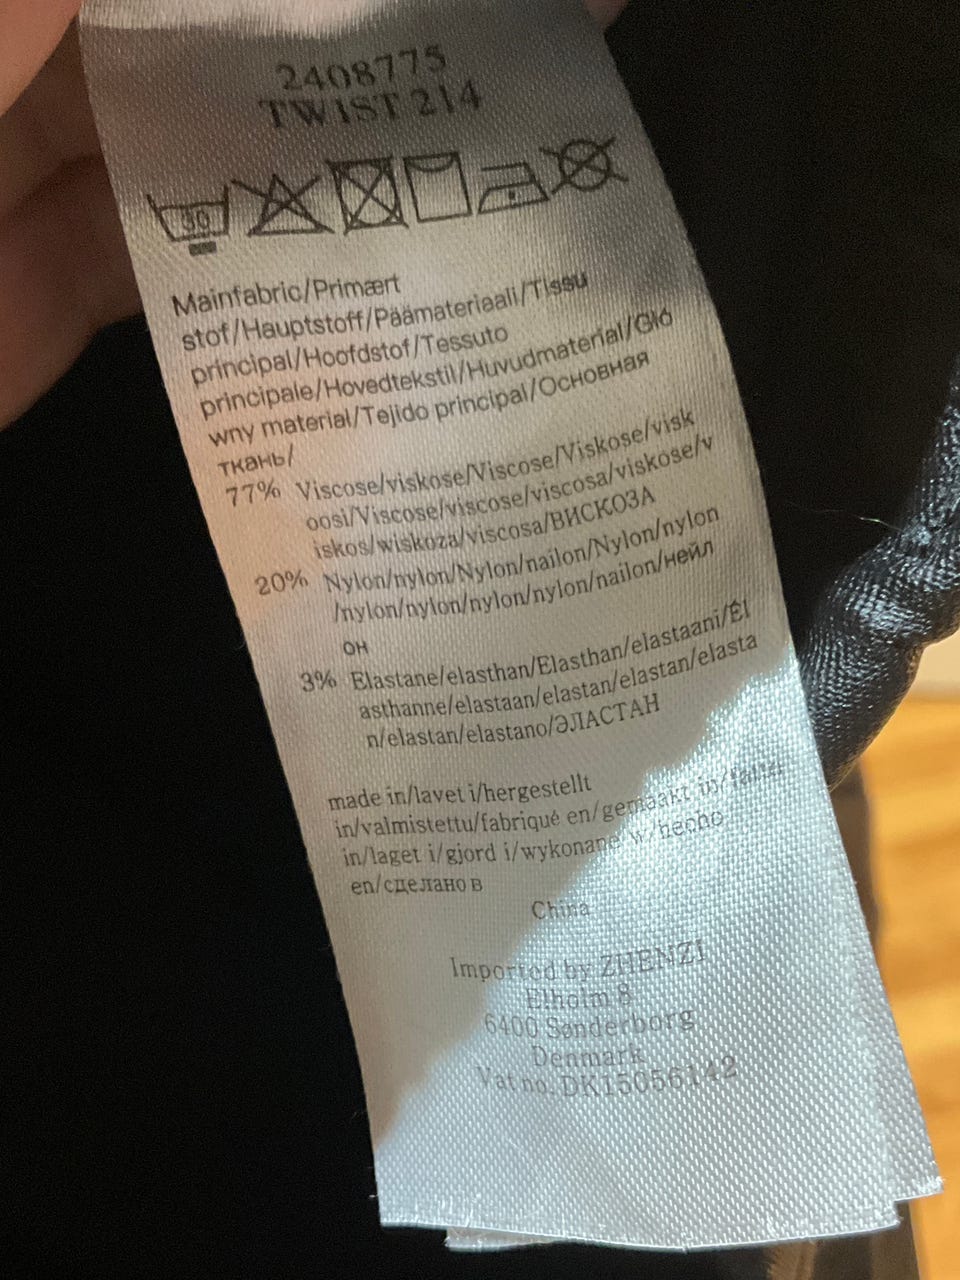 2408775
TWIST 214
30
Mainfabric/Primært
stof/Hauptstoff/Päämateriaali/Tissu
principal/Hoofdstof/Tessuto
principale/Hovedtekstil/Huvudmaterial/Głó
wny materiał/Tejido principal/Основная
ткань/
77% Viscose/viskose/Viscose/Viskose/visk
oosi/Viscose/viscose/viscosa/viskose/v
iskos/wiskoza/viscosa/ВИСКОЗА
20% Nylon/nylon/Nylon/nailon/Nylon/nylon
/nylon/nylon/nylon/nylon/nailon/нейл
он
3% Elastane/elasthan/Elasthan/elastaani/Él
asthanne/elastaan/elastan/elastan/elasta
n/elastan/elastano/ЭЛАСТАН
made in/lavet i/hergestellt
in/valmistettu/fabriqué en/gemaakt in/fatto
in/laget i/gjord i/wykonane w/hecho
en/сделано в
China
Imported by ZHENZI
Elholm 8
6400 Sønderborg
Denmark
Vat no. DK15056142